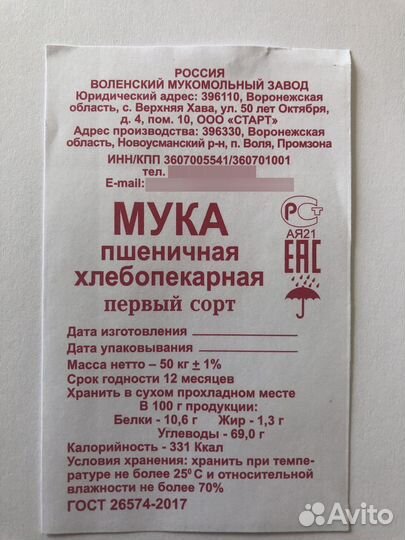 РОССИЯ
ВОЛЕНСКИЙ МУКОМОЛЬНЫЙ ЗАВОД
Юридический адрес: 396110, Воронежская
область, с. Верхняя Хава, ул. 50 лет Октября,
д. 4, пом. 10, ООО «СТАРТ»
Адрес производства: 396330, Воронежская
область, Новоусманский р-н, п. Воля, Промзона
ИНН/КПП 3607005541/360701001
тел.
E-mail:
МУКА
пшеничная
хлебопекарная
первый сорт
РСТ
АЯ21
ЕАС
Дата изготовления
Дата упаковывания
Масса нетто – 50 кг ± 1%
Срок годности 12 месяцев
Хранить в сухом прохладном месте
В 100 г продукции:
Белки - 10,6 г Жир - 1,3 г
Углеводы - 69,0 г
Калорийность - 331 Ккал
Условия хранения: хранить при темпе-
ратуре не более 25⁰ С и относительной
влажности не более 70%
ГОСТ 26574-2017
Avito